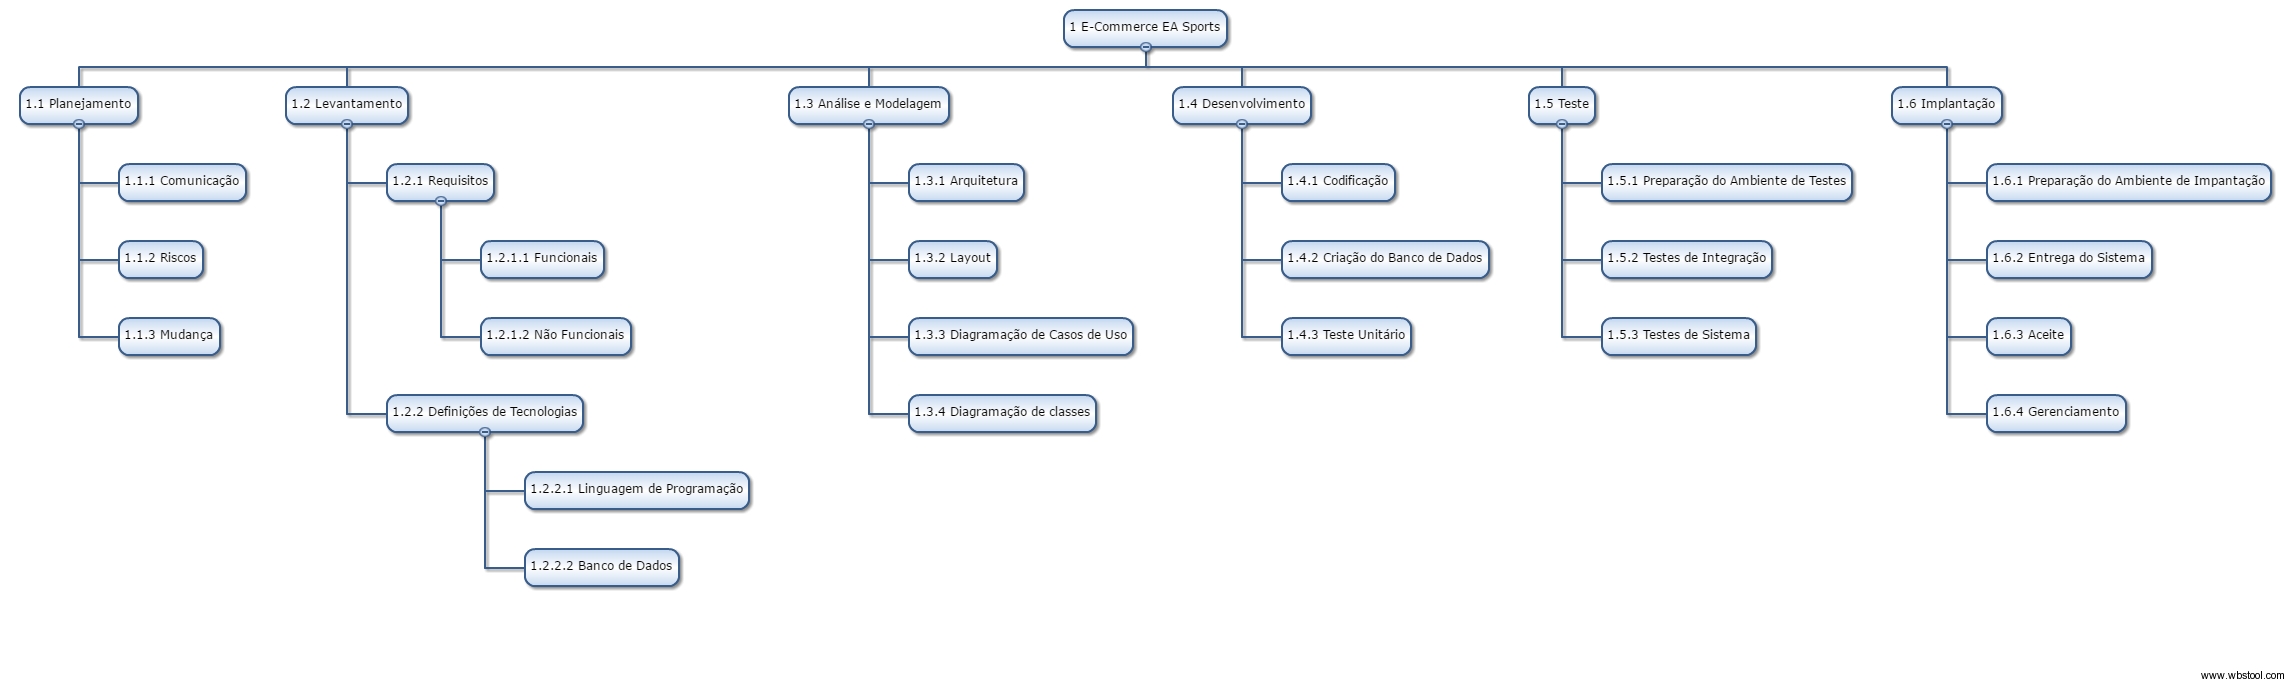 1 E-Commerce EA Sports
1.1 Planejamento
1.1.1 Comunicação
1.1.2 Riscos
1.1.3 Mudança
1.2 Levantamento
1.2.1 Requisitos
1.2.1.1 Funcionais
1.2.1.2 Não Funcionais
1.2.2 Definições de Tecnologias
1.2.2.1 Linguagem de Programação
1.2.2.2 Banco de Dados
1.3 Análise e Modelagem
1.3.1 Arquitetura
1.3.2 Layout
1.3.3 Diagramação de Casos de Uso
1.3.4 Diagramação de classes
1.4 Desenvolvimento
1.4.1 Codificação
1.4.2 Criação do Banco de Dados
1.4.3 Teste Unitário
1.5 Teste
1.5.1 Preparação do Ambiente de Testes
1.5.2 Testes de Integração
1.5.3 Testes de Sistema
1.6 Implantação
1.6.1 Preparação do Ambiente de Impantação
1.6.2 Entrega do Sistema
1.6.3 Aceite
1.6.4 Gerenciamento
www.wbstool.com